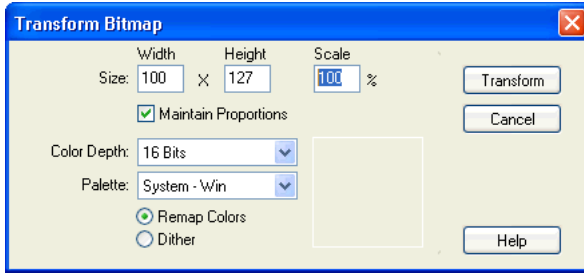 Transform Bitmap
Width Height Scale
Size: 100 X 127 100 % Transform
Maintain Proportions Cancel
Color Depth: 16 Bits
Palette: System - Win
Remap Colors
Dither Help